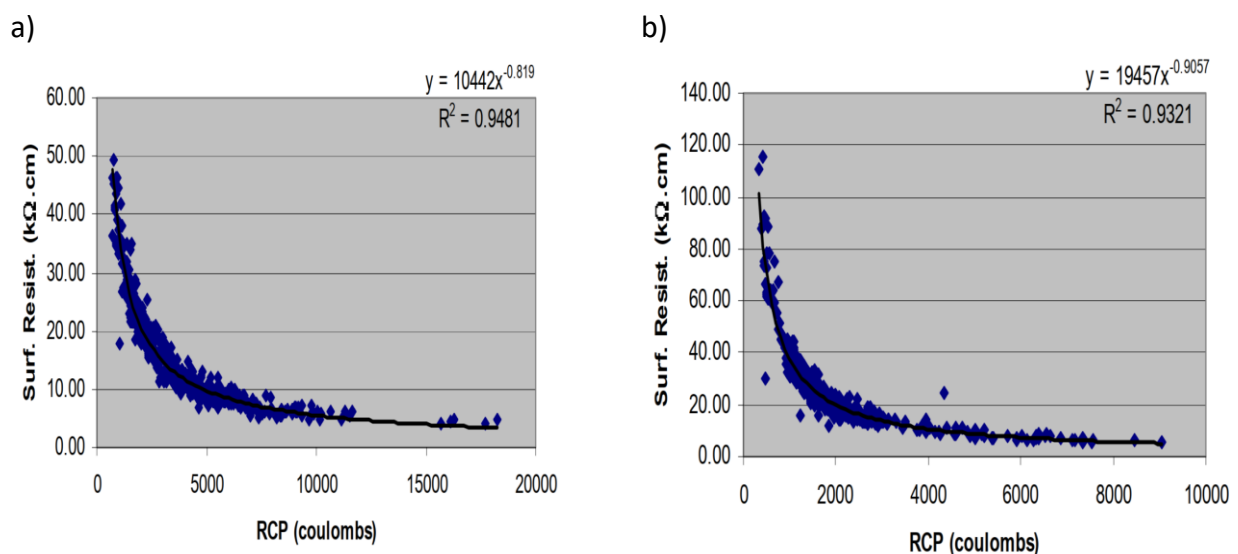 a)
y = 10442x^-0.819
R^2 = 0.9481
60.00
50.00
40.00
30.00
20.00
10.00
0.00
Surf. Resist. (kΩ.cm)
0 5000 10000 15000 20000
RCP (coulombs)
b)
y = 19457x^-0.9057
R^2 = 0.9321
140.00
120.00
100.00
80.00
60.00
40.00
20.00
0.00
Surf. Resist. (kΩ.cm)
0 2000 4000 6000 8000 10000
RCP (coulombs)